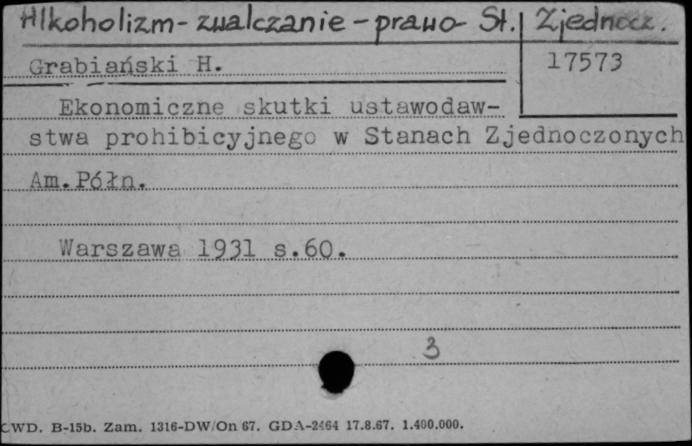 Alkoholizm - zwalczanie - prawo - St. Zjednocz.
Grabiański H.
17573
Ekonomiczne skutki ustawodaw-
stwa prohibicyjnego w Stanach Zjednoczonych
Am.Półn.
Warszawa 1931 s.60.
3
CWD. B-15b. Zam. 1316-DW/On 67. GDA-2464 17.8.67. 1.400.000.